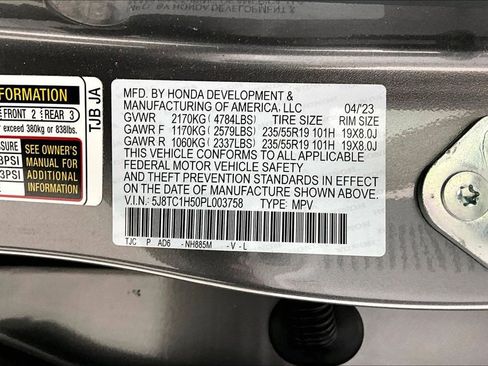 NFORMATION
FRONT 2 REAR 3
r exceed 380kg or 838lbs.
SSURE
3PSI
3PSI
SEE OWNER'S
MANUAL FOR
ADDITIONAL
INFORMATION
TJB JA
MFD. BY HONDA DEVELOPMENT &
MANUFACTURING OF AMERICA, LLC 04/23
GVWR 2170KG (4784LBS) TIRE SIZE RIM SIZE
GAWR F 1170KG (2579LBS) 235/55R19 101H 19X8.0J
GAWR R 1060KG (2337LBS) 235/55R19 101H 19X8.0J
THIS VEHICLE CONFORMS TO ALL APPLICABLE
FEDERAL MOTOR VEHICLE SAFETY
AND THEFT PREVENTION STANDARDS IN EFFECT ON
THE DATE OF MANUFACTURE SHOWN ABOVE.
V.I.N.: 5J8TC1H50PL003758 TYPE: MPV
TJC P AD6 -NH885M -V-L